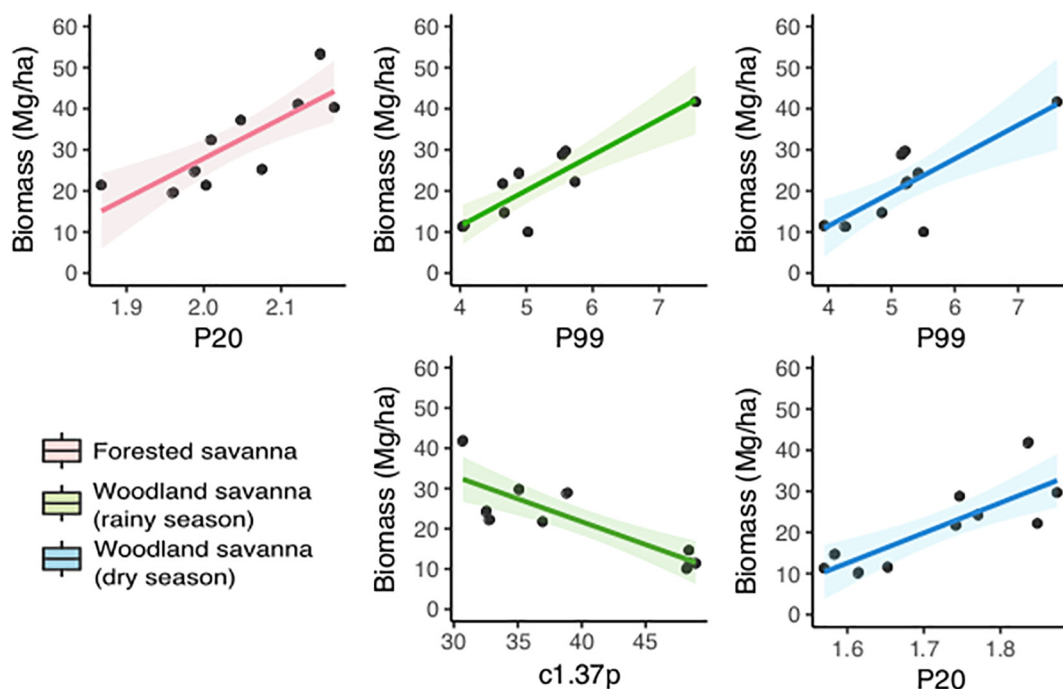 60
50
40
30
20
10
0
Biomass (Mg/ha)
1.9 2.0 2.1
P20
60
50
40
30
20
10
0
Biomass (Mg/ha)
4 5 6 7
P99
60
50
40
30
20
10
0
Biomass (Mg/ha)
4 5 6 7
P99
Forested savanna
Woodland savanna
(rainy season)
Woodland savanna
(dry season)
60
50
40
30
20
10
0
Biomass (Mg/ha)
30 35 40 45
c1.37p
60
50
40
30
20
10
0
Biomass (Mg/ha)
1.6 1.7 1.8
P20